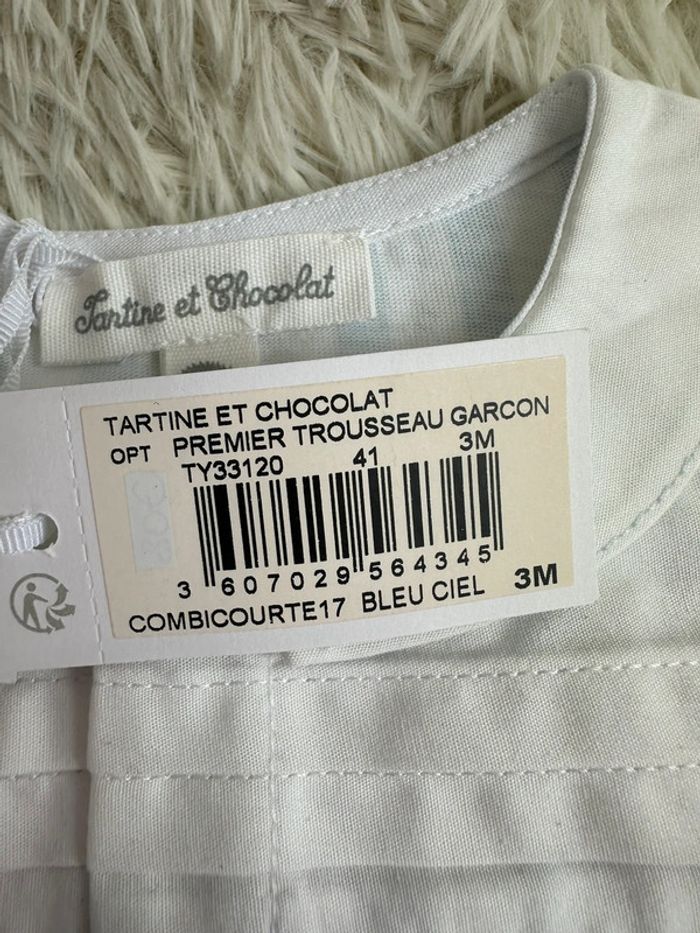 Tartine et Chocolat
TARTINE ET CHOCOLAT
OPT PREMIER TROUSSEAU GARCON
TY33120 41 3M
3 607029 564345
COMBICOURTE17 BLEU CIEL 3M